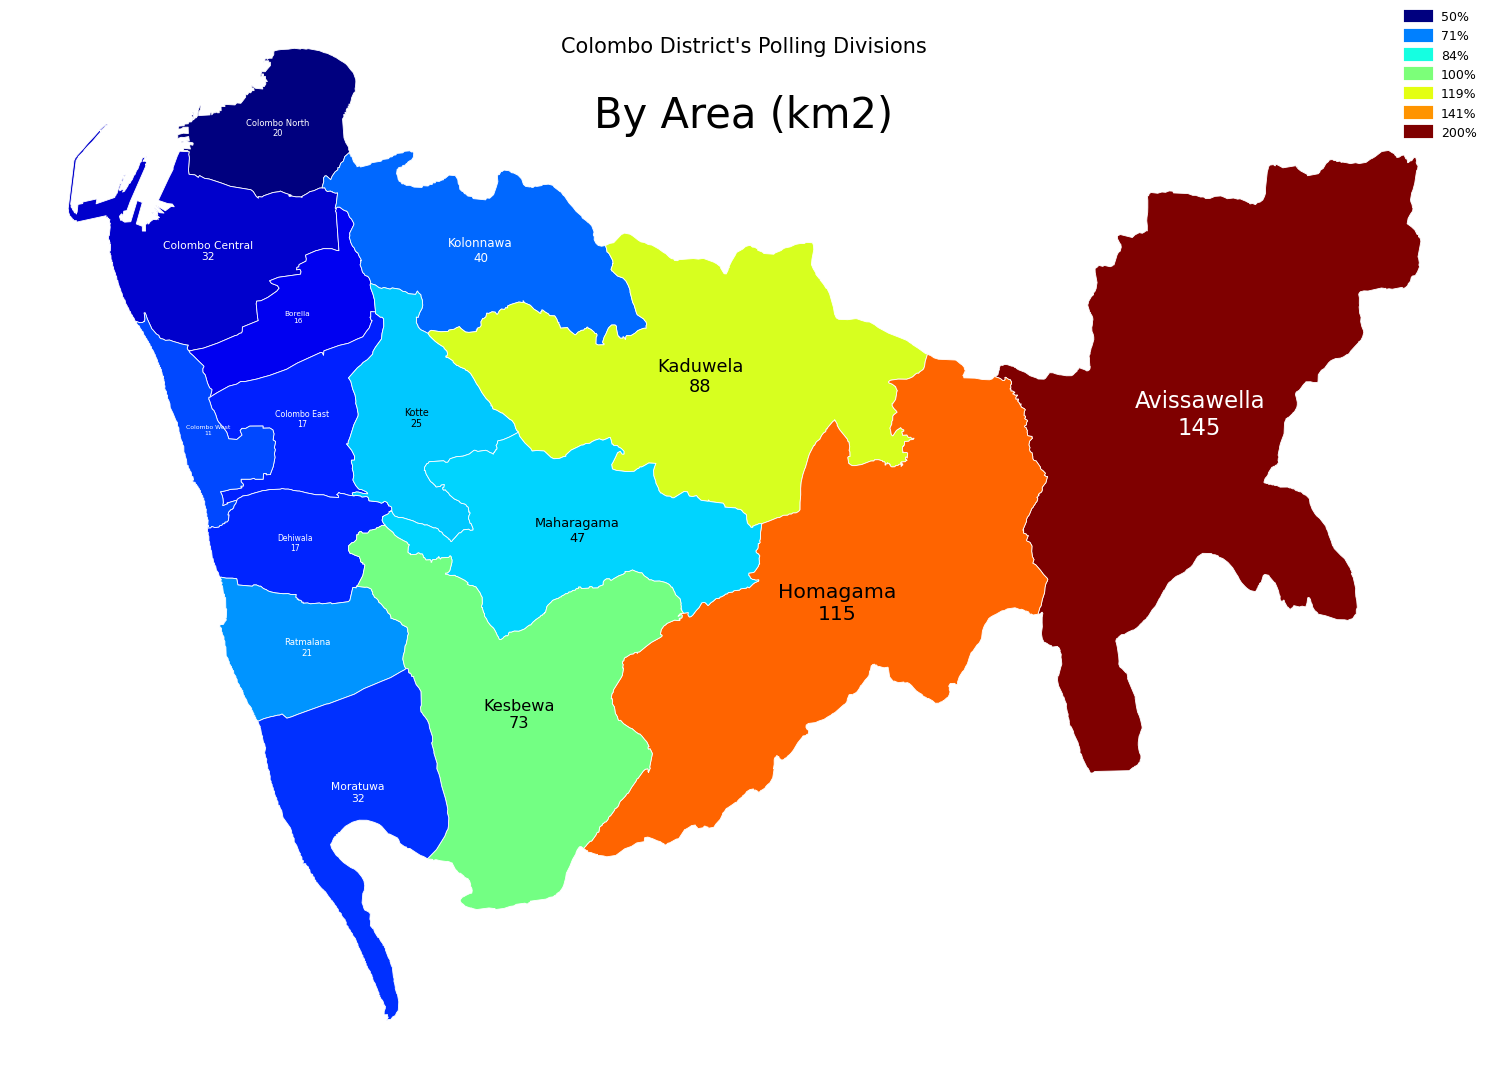 Colombo District's Polling Divisions
By Area (km2)
50%
71%
84%
100%
119%
141%
200%
Colombo North
20
Colombo Central
32
Kolonnawa
40
Borella
16
Kaduwela
88
Avissawella
145
Colombo East
17
Kotte
25
Colombo West
11
Maharagama
47
Dehiwala
17
Homagama
115
Ratmalana
21
Kesbewa
73
Moratuwa
32